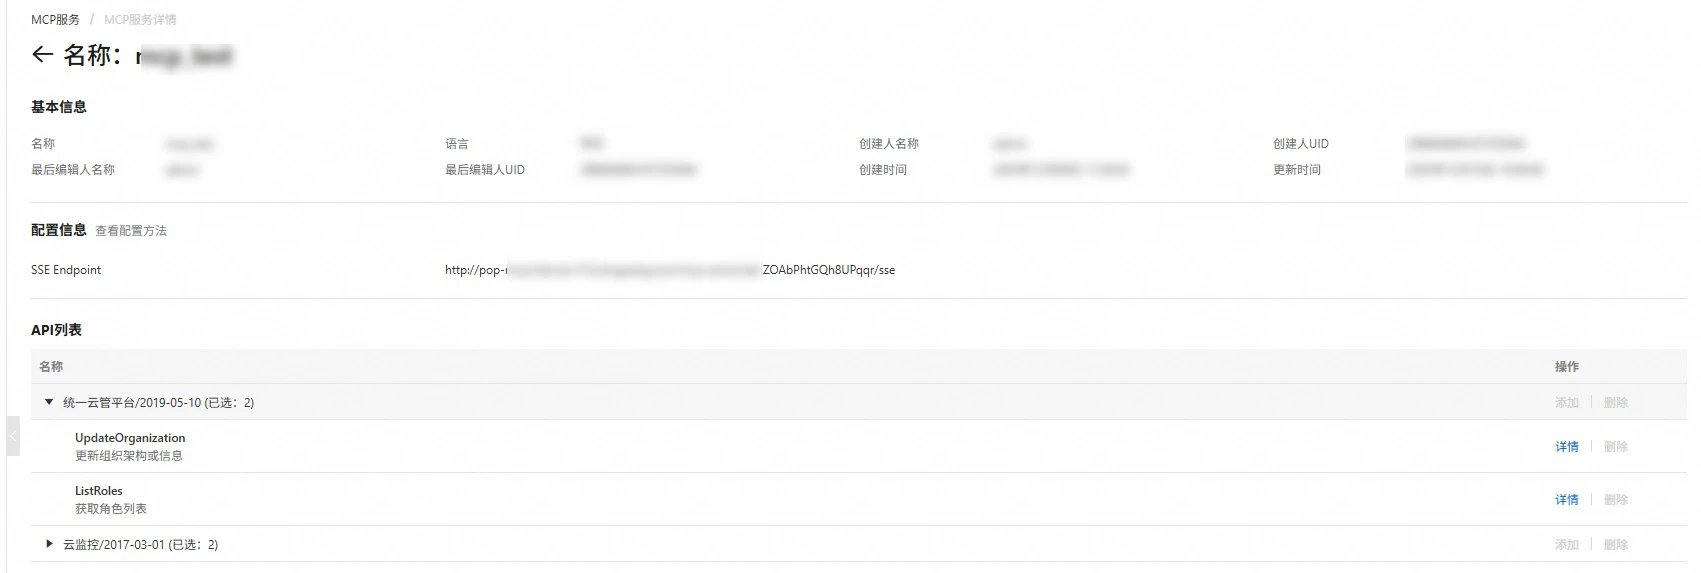 MCP服务 / MCP服务详情
名称：
基本信息
名称 语言 创建人名称 创建人UID
最后编辑人名称 最后编辑人UID 创建时间 更新时间
配置信息 查看配置方法
SSE Endpoint http://pop- ZOAbPhtGQh8UPqqr/sse
API列表
名称 操作
统一云管平台/2019-05-10 (已选：2) 添加 | 删除
UpdateOrganization
更新组织架构或信息
详情 | 删除
ListRoles
获取角色列表
详情 | 删除
云监控/2017-03-01 (已选：2) 添加 | 删除